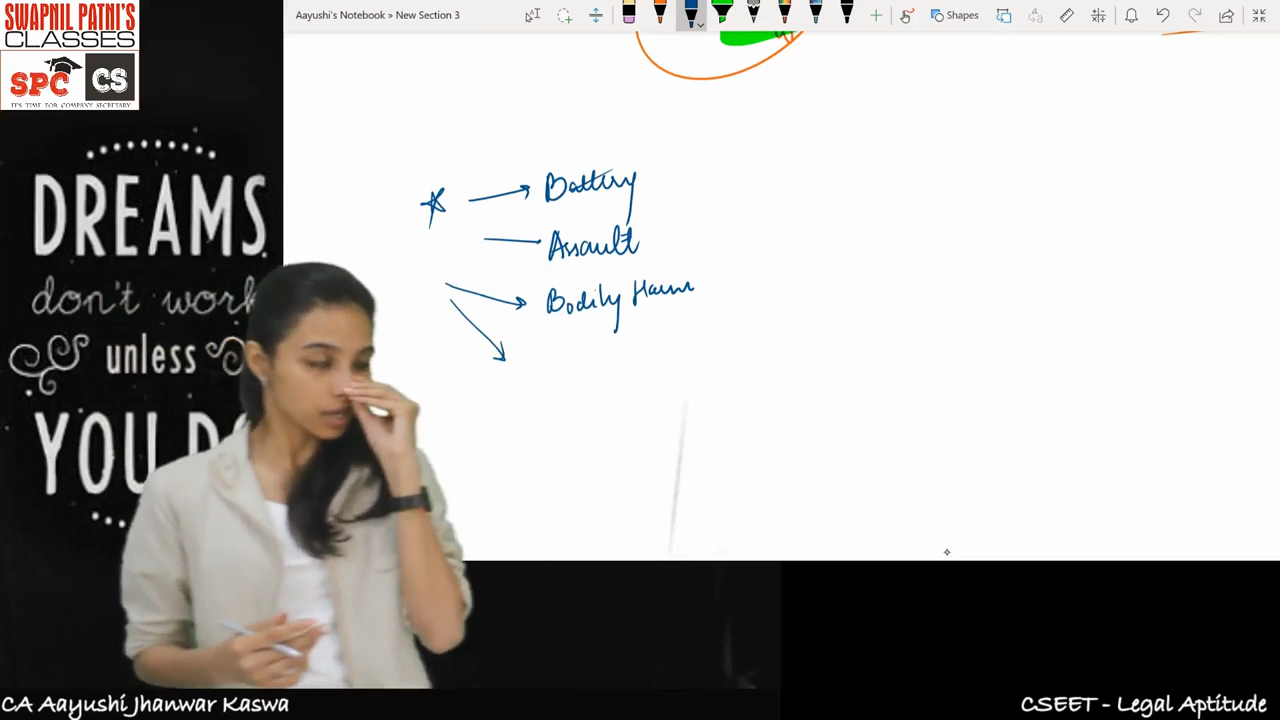 SWAPNIL PATNI'S
CLASSES
SPC CS
IT'S TIME FOR COMPANY SECRETARY
Aayushi's Notebook » New Section 3
Shapes
DREAMS
don't work
unless
YOU DO
Battery
Assault
Bodily Harm
CA Aayushi Jhanwar Kaswa
CSEET - Legal Aptitude